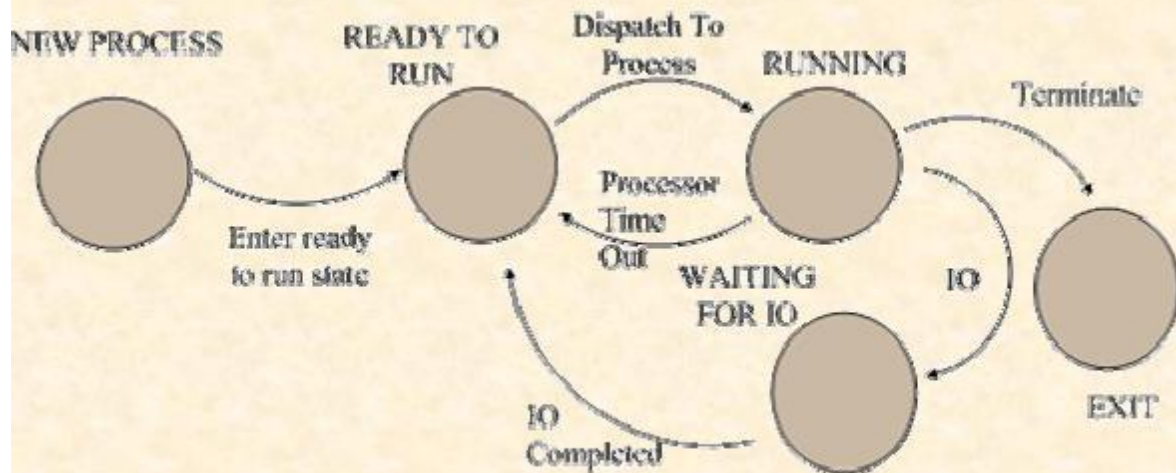 NEW PROCESS
READY TO
RUN
Dispatch To
Process
RUNNING
Terminate
Enter ready
to run state
Processor
Time
Out
WAITING
FOR IO
IO
EXIT
IO
Completed